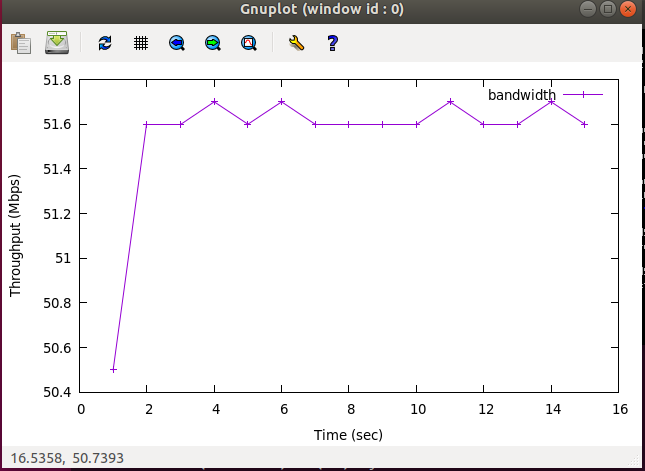 Gnuplot (window id : 0)
51.8
bandwidth
51.6
51.4
51.2
51
50.8
50.6
50.4
Throughput (Mbps)
0 2 4 6 8 10 12 14 16
Time (sec)
16.5358, 50.7393